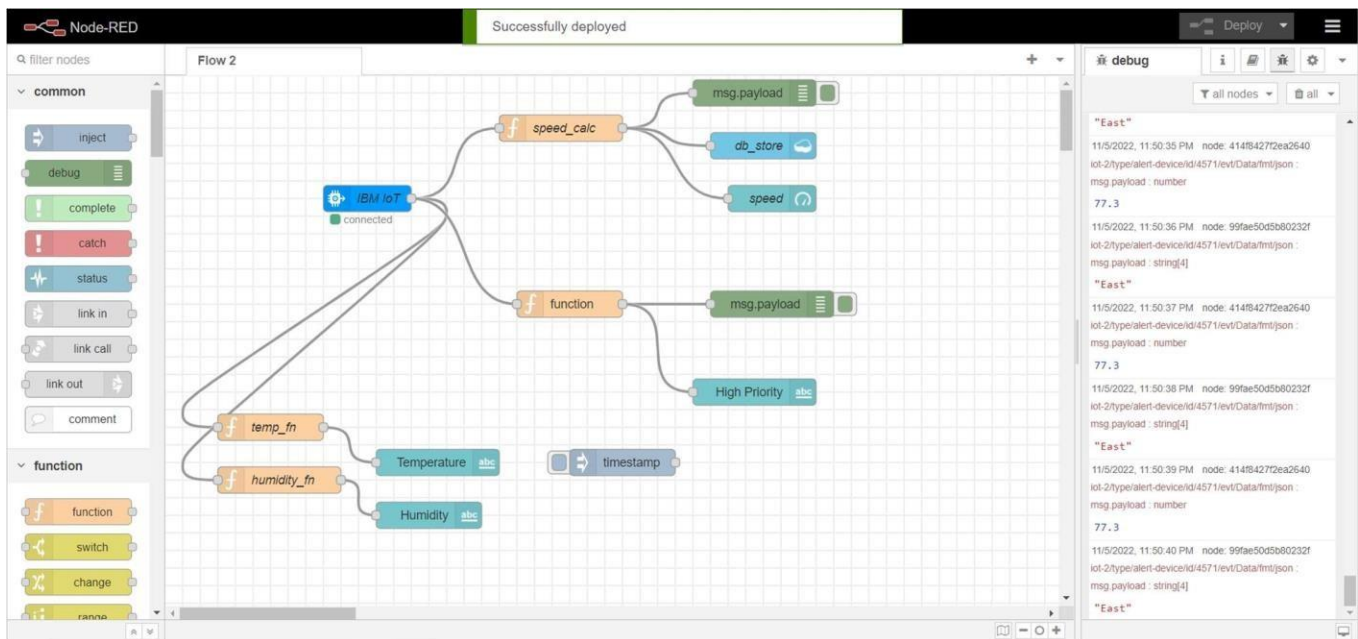 Node-RED
Successfully deployed
Deploy
filter nodes
common
inject
debug
complete
catch
status
link in
link call
link out
comment
function
function
switch
change
range
Flow 2
speed_calc
msg.payload
db_store
speed
IBM IoT
connected
function
msg.payload
High Priority
abc
temp_fn
Temperature
abc
timestamp
humidity_fn
Humidity
abc
debug
i
all nodes
all
"East"
11/5/2022, 11:50:35 PM node: 414f8427f2ea2640
iot-2/type/alert-device/id/4571/evt/Data/fmt/json :
msg.payload : number
77.3
11/5/2022, 11:50:36 PM node: 99fae50d5b80232f
iot-2/type/alert-device/id/4571/evt/Data/fmt/json :
msg.payload : string[4]
"East"
11/5/2022, 11:50:37 PM node: 414f8427f2ea2640
iot-2/type/alert-device/id/4571/evt/Data/fmt/json :
msg.payload : number
77.3
11/5/2022, 11:50:38 PM node: 99fae50d5b80232f
iot-2/type/alert-device/id/4571/evt/Data/fmt/json :
msg.payload : string[4]
"East"
11/5/2022, 11:50:39 PM node: 414f8427f2ea2640
iot-2/type/alert-device/id/4571/evt/Data/fmt/json :
msg.payload : number
77.3
11/5/2022, 11:50:40 PM node: 99fae50d5b80232f
iot-2/type/alert-device/id/4571/evt/Data/fmt/json :
msg.payload : string[4]
"East"